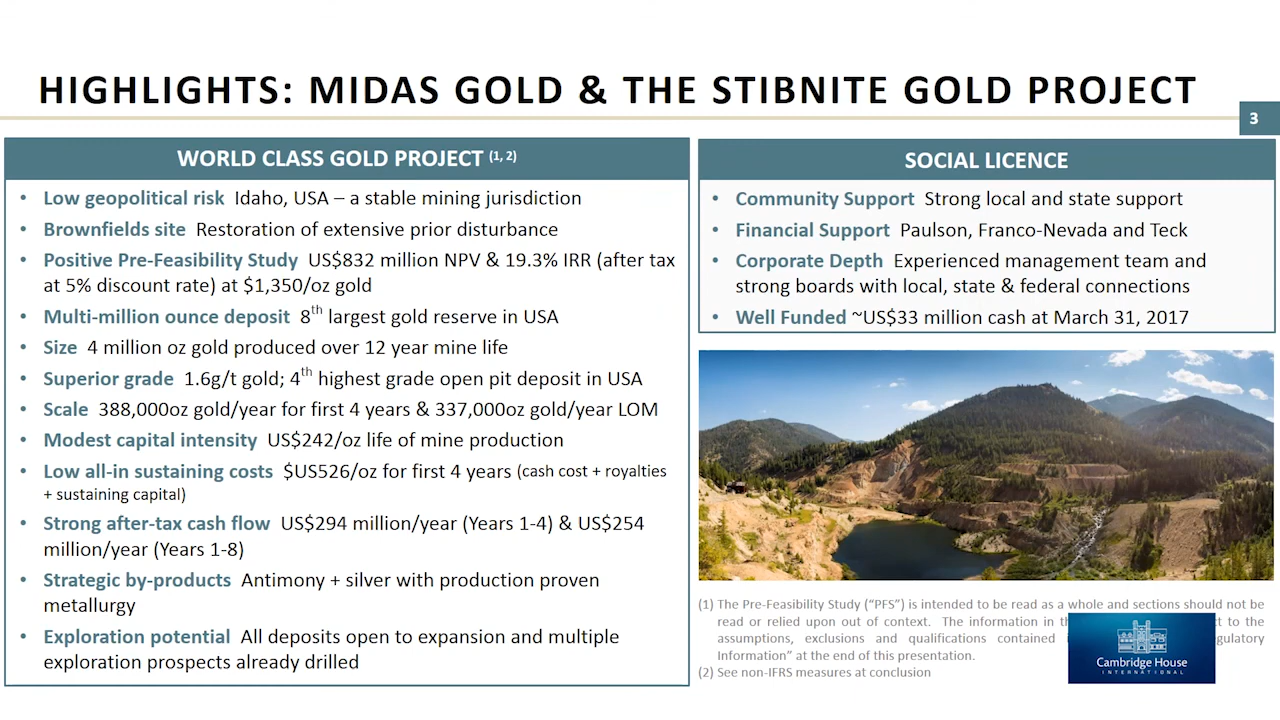 HIGHLIGHTS: MIDAS GOLD & THE STIBNITE GOLD PROJECT
3
WORLD CLASS GOLD PROJECT (1, 2)
• Low geopolitical risk Idaho, USA – a stable mining jurisdiction
• Brownfields site Restoration of extensive prior disturbance
• Positive Pre-Feasibility Study US$832 million NPV & 19.3% IRR (after tax
at 5% discount rate) at $1,350/oz gold
• Multi-million ounce deposit 8th largest gold reserve in USA
• Size 4 million oz gold produced over 12 year mine life
• Superior grade 1.6g/t gold; 4th highest grade open pit deposit in USA
• Scale 388,000oz gold/year for first 4 years & 337,000oz gold/year LOM
• Modest capital intensity US$242/oz life of mine production
• Low all-in sustaining costs $US526/oz for first 4 years (cash cost + royalties
+ sustaining capital)
• Strong after-tax cash flow US$294 million/year (Years 1-4) & US$254
million/year (Years 1-8)
• Strategic by-products Antimony + silver with production proven
metallurgy
• Exploration potential All deposits open to expansion and multiple
exploration prospects already drilled
SOCIAL LICENCE
• Community Support Strong local and state support
• Financial Support Paulson, Franco-Nevada and Teck
• Corporate Depth Experienced management team and
strong boards with local, state & federal connections
• Well Funded ~US$33 million cash at March 31, 2017
(1) The Pre-Feasibility Study (“PFS”) is intended to be read as a whole and sections should not be
read or relied upon out of context. The information in to the
assumptions, exclusions and qualifications contained
Information” at the end of this presentation.
(2) See non-IFRS measures at conclusion
Cambridge House
INTERNATIONAL